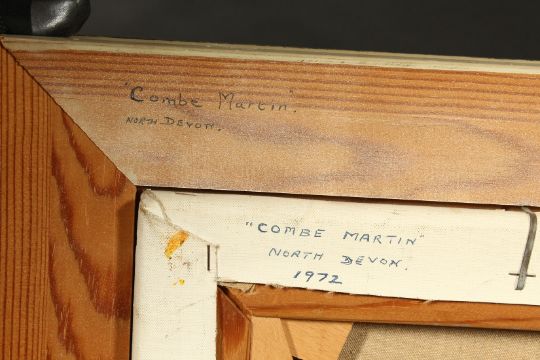 "Combe Martin".
NORTH DEVON.
"COMBE MARTIN"
NORTH DEVON.
1972